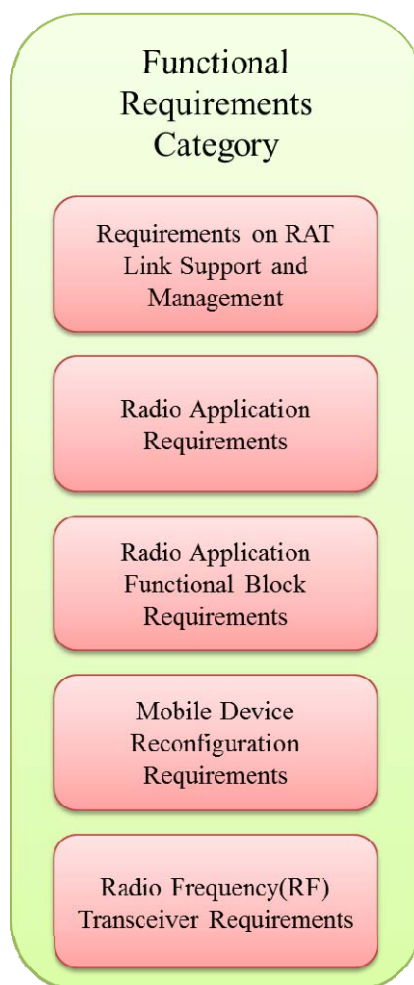 Functional
Requirements
Category
Requirements on RAT
Link Support and
Management
Radio Application
Requirements
Radio Application
Functional Block
Requirements
Mobile Device
Reconfiguration
Requirements
Radio Frequency(RF)
Transceiver Requirements